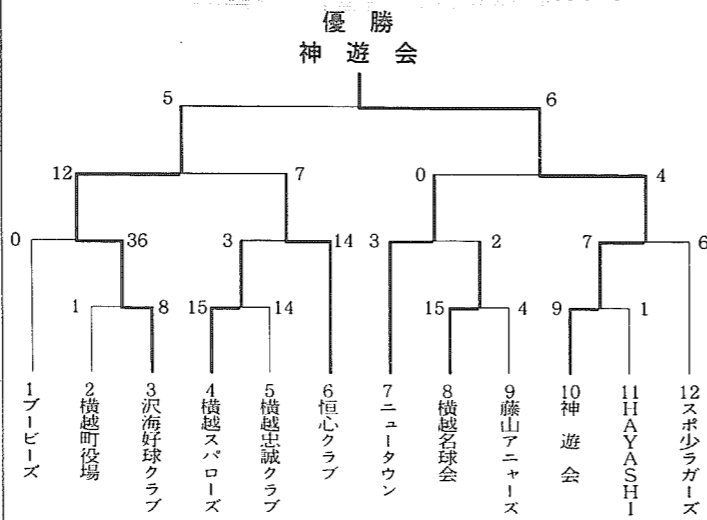 優勝
神遊会
5 6
12 7 0 4
0 36 3 14 3 2 7 6
1 8 15 14 15 4 9 1
1 ブービーズ
2 横越町役場
3 沢海好球クラブ
4 横越スパローズ
5 横越忠誠クラブ
6 恒心クラブ
7 ニュータウン
8 横越名球会
9 藤山アニャーズ
10 神遊会
11 HAYASHI
12 スポ少ラガーズ